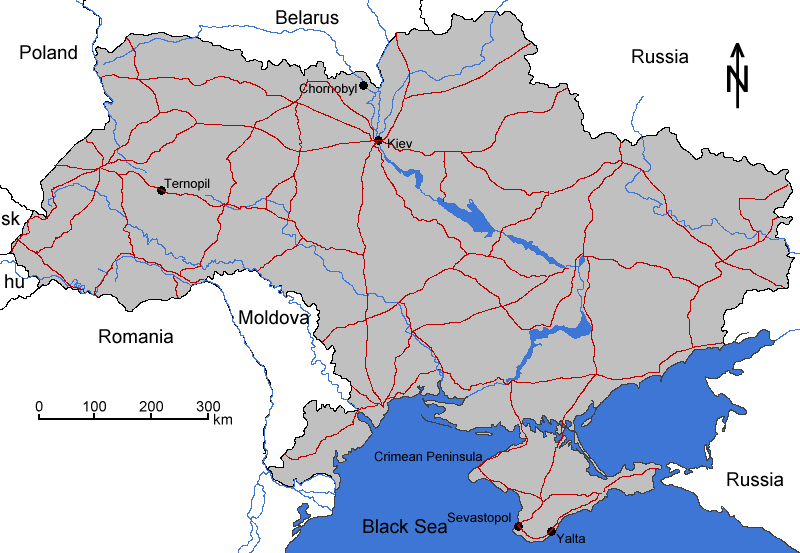 Belarus
Poland
Russia
N
Chornobyl
Kiev
Ternopil
sk
hu
Moldova
Romania
0 100 200 300
km
Crimean Peninsula
Russia
Sevastopol
Black Sea
Yalta